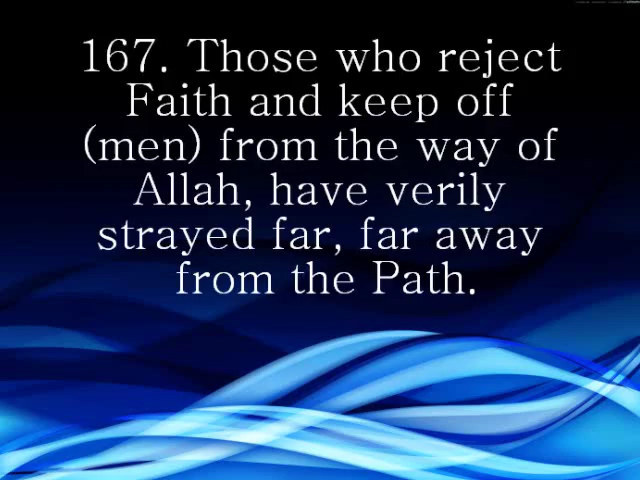 167. Those who reject
Faith and keep off
(men) from the way of
Allah, have verily
strayed far, far away
from the Path.